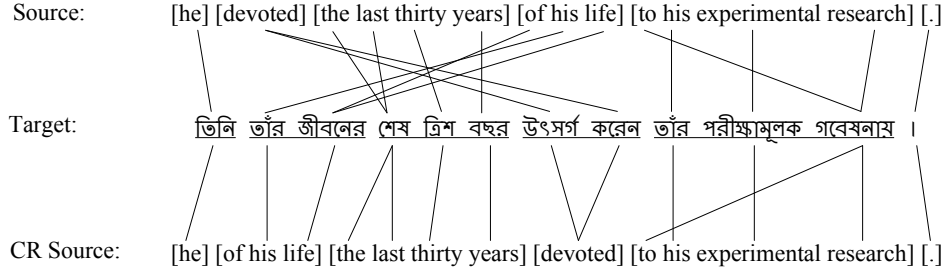 Source: [he] [devoted] [the last thirty years] [of his life] [to his experimental research] [.]
Target: তিনি তাঁর জীবনের শেষ ত্রিশ বছর উৎসর্গ করেন তাঁর পরীক্ষামূলক গবেষনায় ।
CR Source: [he] [of his life] [the last thirty years] [devoted] [to his experimental research] [.]